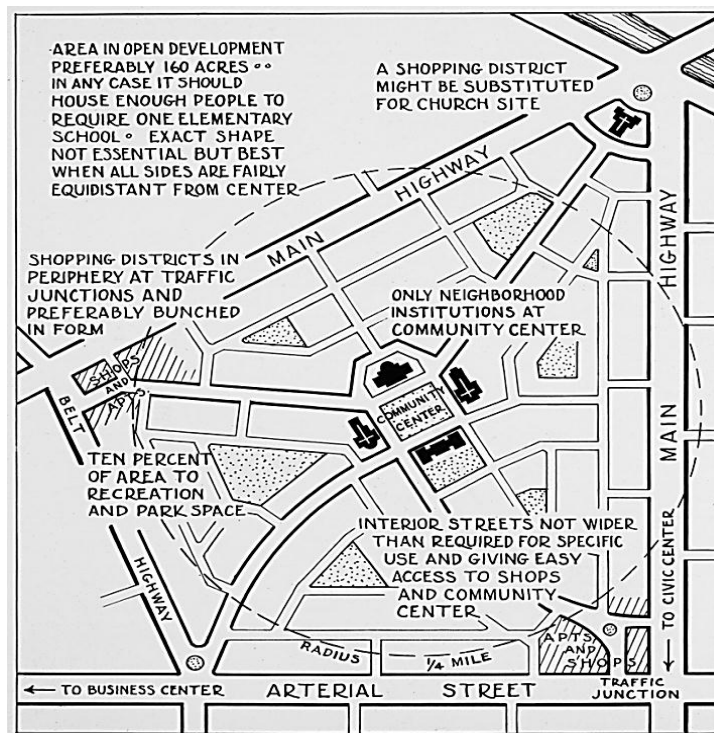 AREA IN OPEN DEVELOPMENT
PREFERABLY 160 ACRES ••
IN ANY CASE IT SHOULD
HOUSE ENOUGH PEOPLE TO
REQUIRE ONE ELEMENTARY
SCHOOL • EXACT SHAPE
NOT ESSENTIAL BUT BEST
WHEN ALL SIDES ARE FAIRLY
EQUIDISTANT FROM CENTER
A SHOPPING DISTRICT
MIGHT BE SUBSTITUTED
FOR CHURCH SITE
MAIN HIGHWAY
SHOPPING DISTRICTS IN
PERIPHERY AT TRAFFIC
JUNCTIONS AND
PREFERABLY BUNCHED
IN FORM
ONLY NEIGHBORHOOD
INSTITUTIONS AT
COMMUNITY CENTER
HIGHWAY MAIN
SHOPS
AND
APTS
COMMUNITY
CENTER
BELT HIGHWAY
TEN PERCENT
OF AREA TO
RECREATION
AND PARK SPACE
INTERIOR STREETS NOT WIDER
THAN REQUIRED FOR SPECIFIC
USE AND GIVING EASY
ACCESS TO SHOPS
AND COMMUNITY
CENTER
TO CIVIC CENTER →
RADIUS 1/4 MILE
APTS
AND
SHOPS
TRAFFIC
JUNCTION
← TO BUSINESS CENTER
ARTERIAL STREET